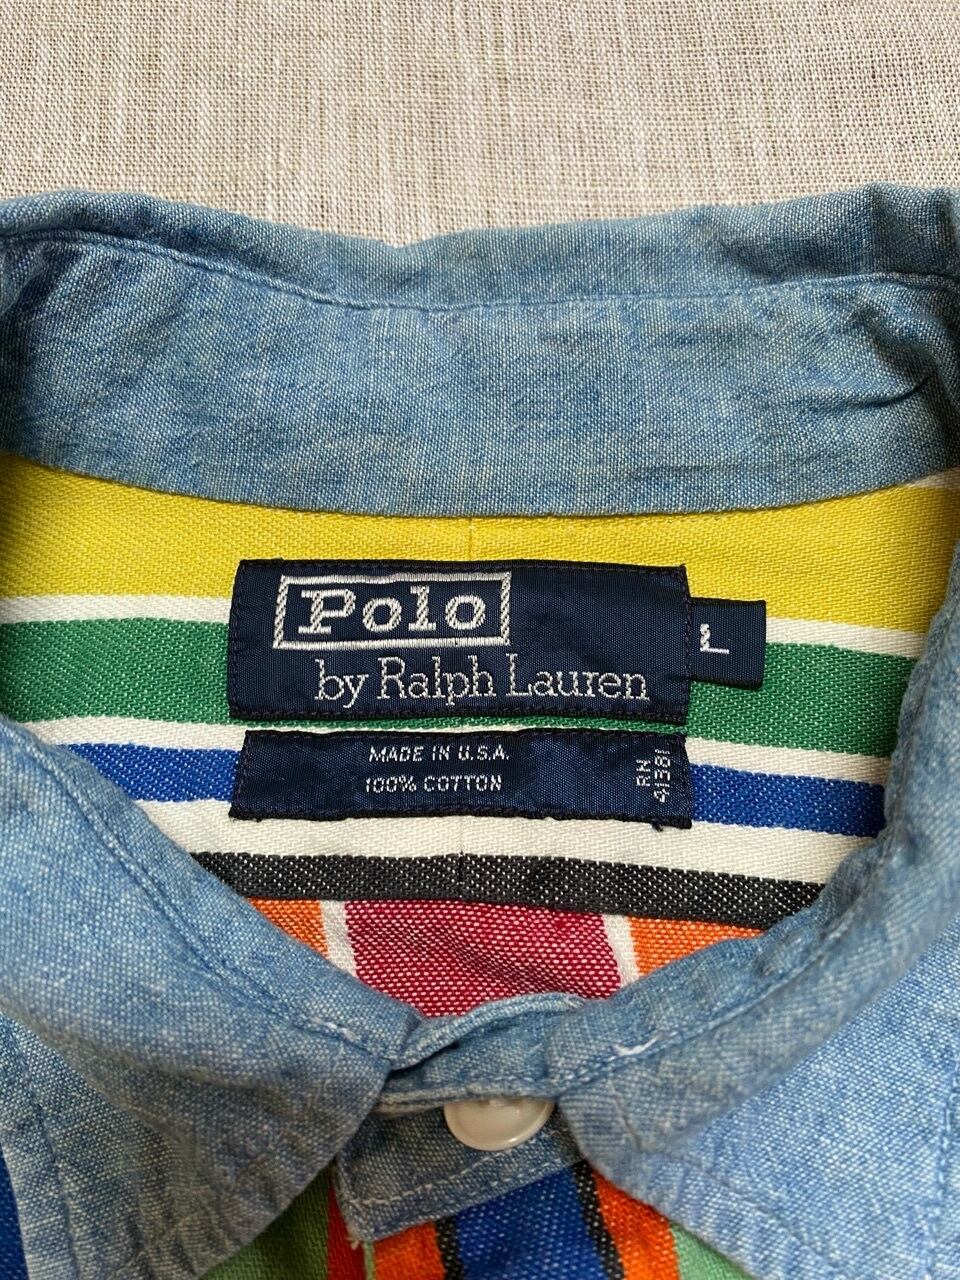 Polo
by Ralph Lauren
L
MADE IN U.S.A.
100% COTTON
RN
41381